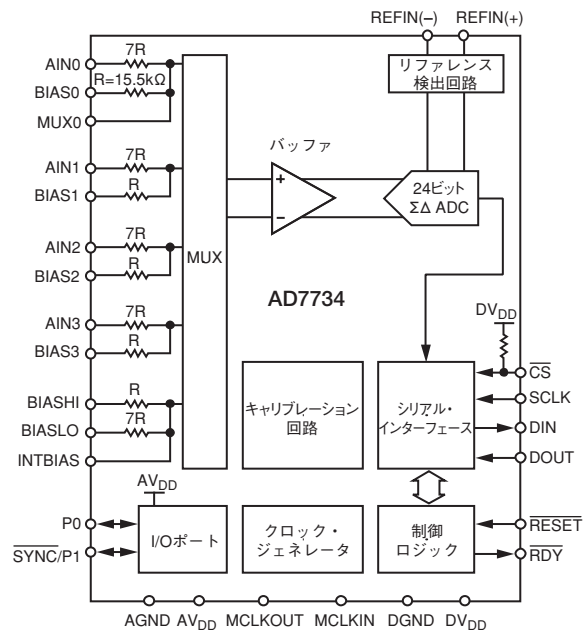 REFIN(–) REFIN(+)
AIN0 7R
R=15.5kΩ
BIAS0
MUX0
リファレンス
検出回路
バッファ
AIN1 7R
BIAS1 R
+
–
24ビット
ΣΔ ADC
AIN2 7R
BIAS2 R
MUX
AD7734
AIN3 7R
BIAS3 R
DVDD
BIASHI R
BIASLO 7R
INTBIAS
キャリブレーション
回路
シリアル・
インターフェース
CS
SCLK
DIN
DOUT
AVDD
P0
SYNC/P1
I/Oポート
クロック・
ジェネレータ
制御
ロジック
RESET
RDY
AGND AVDD MCLKOUT MCLKIN DGND DVDD